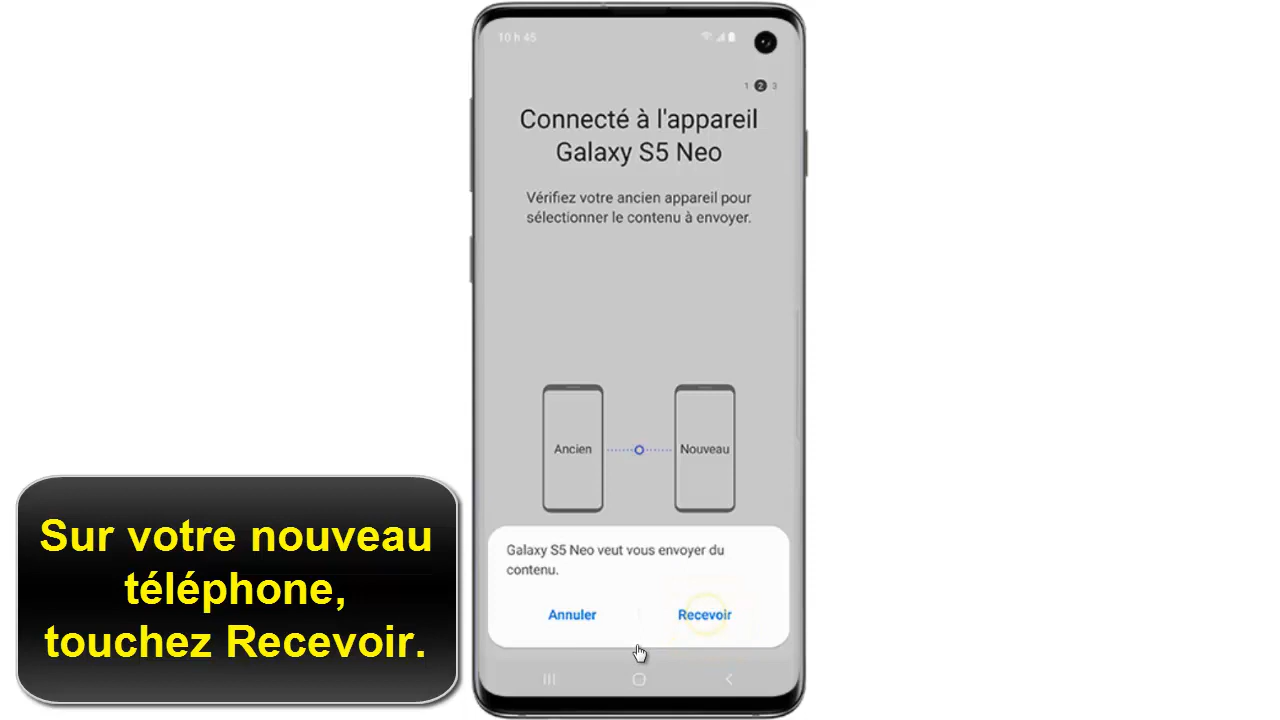 10 h 45
1 2 3
Connecté à l'appareil
Galaxy S5 Neo
Vérifiez votre ancien appareil pour
sélectionner le contenu à envoyer.
Ancien
Nouveau
Galaxy S5 Neo veut vous envoyer du
contenu.
Annuler
Recevoir
Sur votre nouveau
téléphone,
touchez Recevoir.